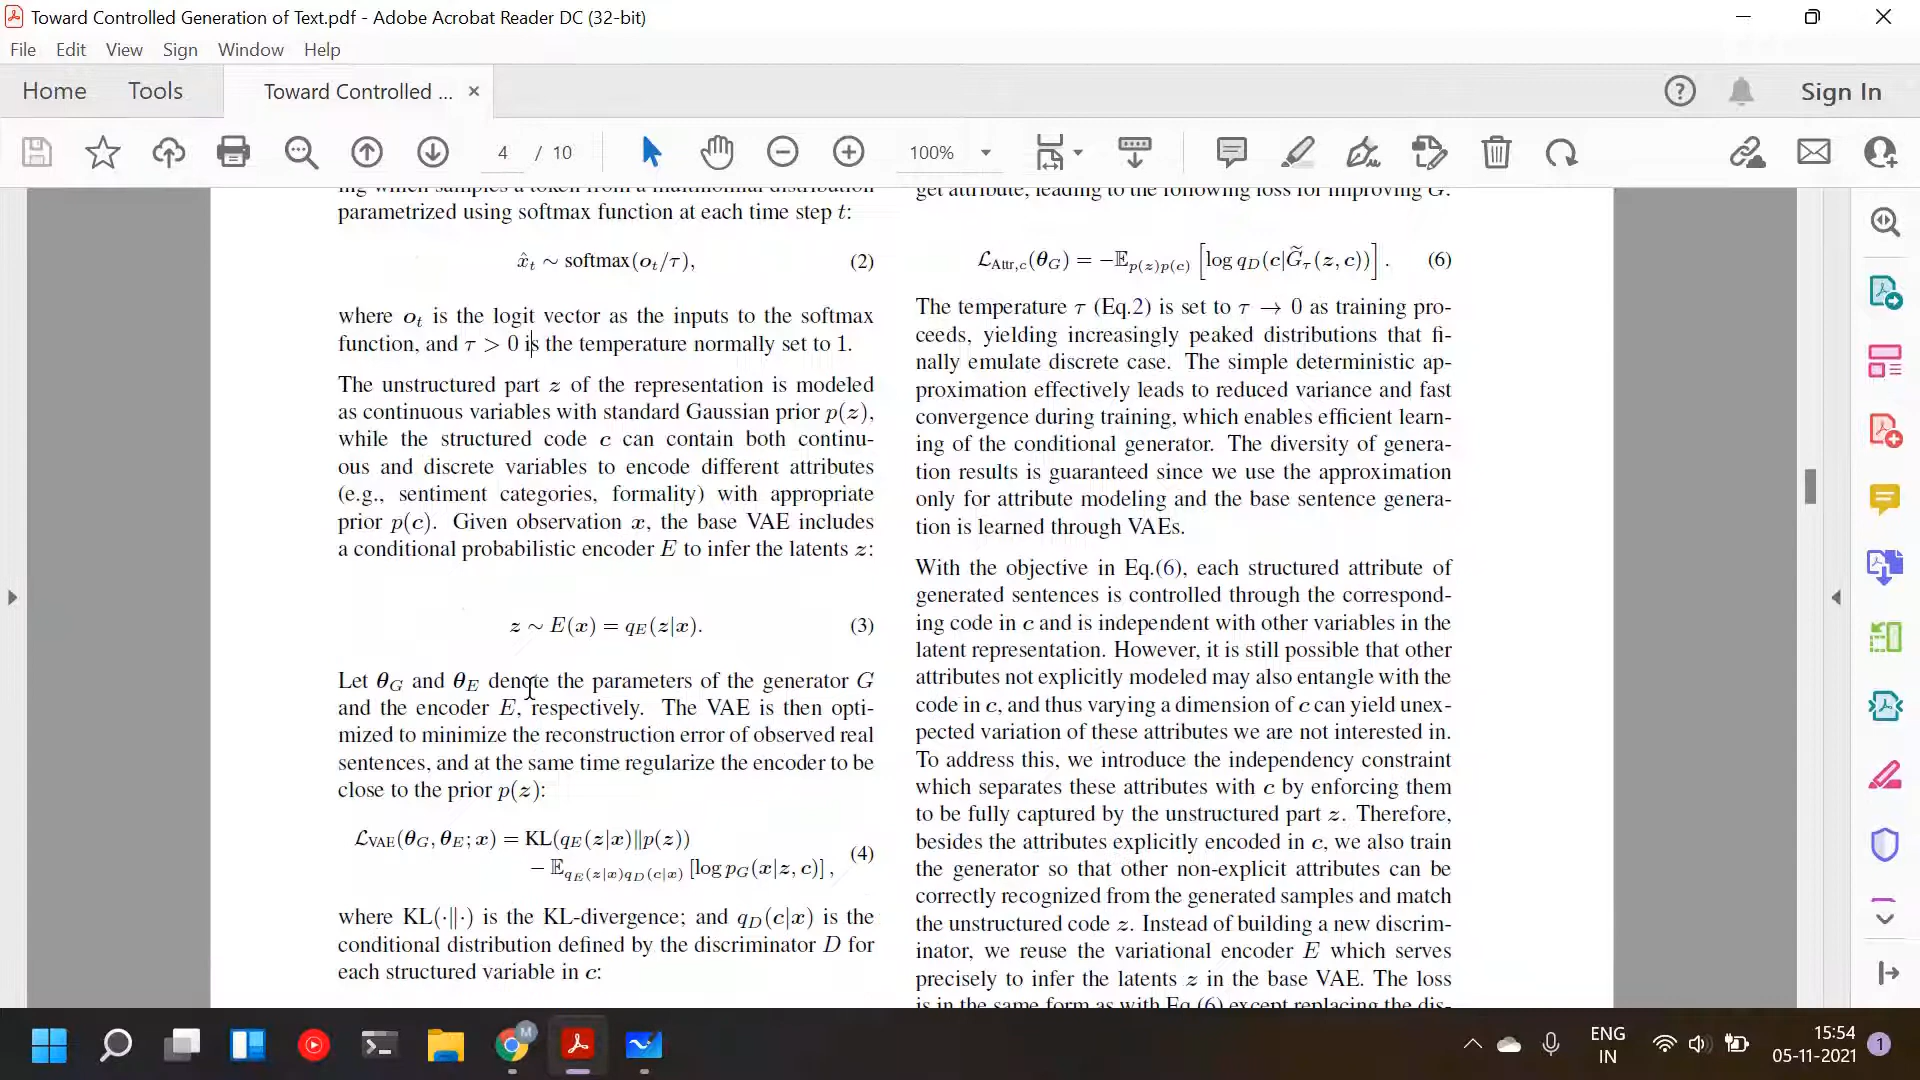 Toward Controlled Generation of Text.pdf - Adobe Acrobat Reader DC (32-bit)
File Edit View Sign Window Help
Home Tools Toward Controlled ... × Sign In
4 / 10 100%
ing which samples a token from a multinomial distribution
parametrized using softmax function at each time step t:
x̂_t ∼ softmax(o_t/τ), (2)
where o_t is the logit vector as the inputs to the softmax
function, and τ > 0 is the temperature normally set to 1.
The unstructured part z of the representation is modeled
as continuous variables with standard Gaussian prior p(z),
while the structured code c can contain both continu-
ous and discrete variables to encode different attributes
(e.g., sentiment categories, formality) with appropriate
prior p(c). Given observation x, the base VAE includes
a conditional probabilistic encoder E to infer the latents z:
z ∼ E(x) = q_E(z|x). (3)
Let θ_G and θ_E denote the parameters of the generator G
and the encoder E, respectively. The VAE is then opti-
mized to minimize the reconstruction error of observed real
sentences, and at the same time regularize the encoder to be
close to the prior p(z):
ℒ_VAE(θ_G, θ_E; x) = KL(q_E(z|x)‖p(z))
− 𝔼_{q_E(z|x)q_D(c|x)} [log p_G(x|z, c)], (4)
where KL(·‖·) is the KL-divergence; and q_D(c|x) is the
conditional distribution defined by the discriminator D for
each structured variable in c:
get attribute, leading to the following loss for improving G:
ℒ_{Attr,c}(θ_G) = −𝔼_{p(z)p(c)} [log q_D(c|G̃_τ(z, c))]. (6)
The temperature τ (Eq.2) is set to τ → 0 as training pro-
ceeds, yielding increasingly peaked distributions that fi-
nally emulate discrete case. The simple deterministic ap-
proximation effectively leads to reduced variance and fast
convergence during training, which enables efficient learn-
ing of the conditional generator. The diversity of genera-
tion results is guaranteed since we use the approximation
only for attribute modeling and the base sentence genera-
tion is learned through VAEs.
With the objective in Eq.(6), each structured attribute of
generated sentences is controlled through the correspond-
ing code in c and is independent with other variables in the
latent representation. However, it is still possible that other
attributes not explicitly modeled may also entangle with the
code in c, and thus varying a dimension of c can yield unex-
pected variation of these attributes we are not interested in.
To address this, we introduce the independency constraint
which separates these attributes with c by enforcing them
to be fully captured by the unstructured part z. Therefore,
besides the attributes explicitly encoded in c, we also train
the generator so that other non-explicit attributes can be
correctly recognized from the generated samples and match
the unstructured code z. Instead of building a new discrim-
inator, we reuse the variational encoder E which serves
precisely to infer the latents z in the base VAE. The loss
is in the same form as with Eq.(6) except replacing the dis-
M
ENG
IN
15:54
05-11-2021
1